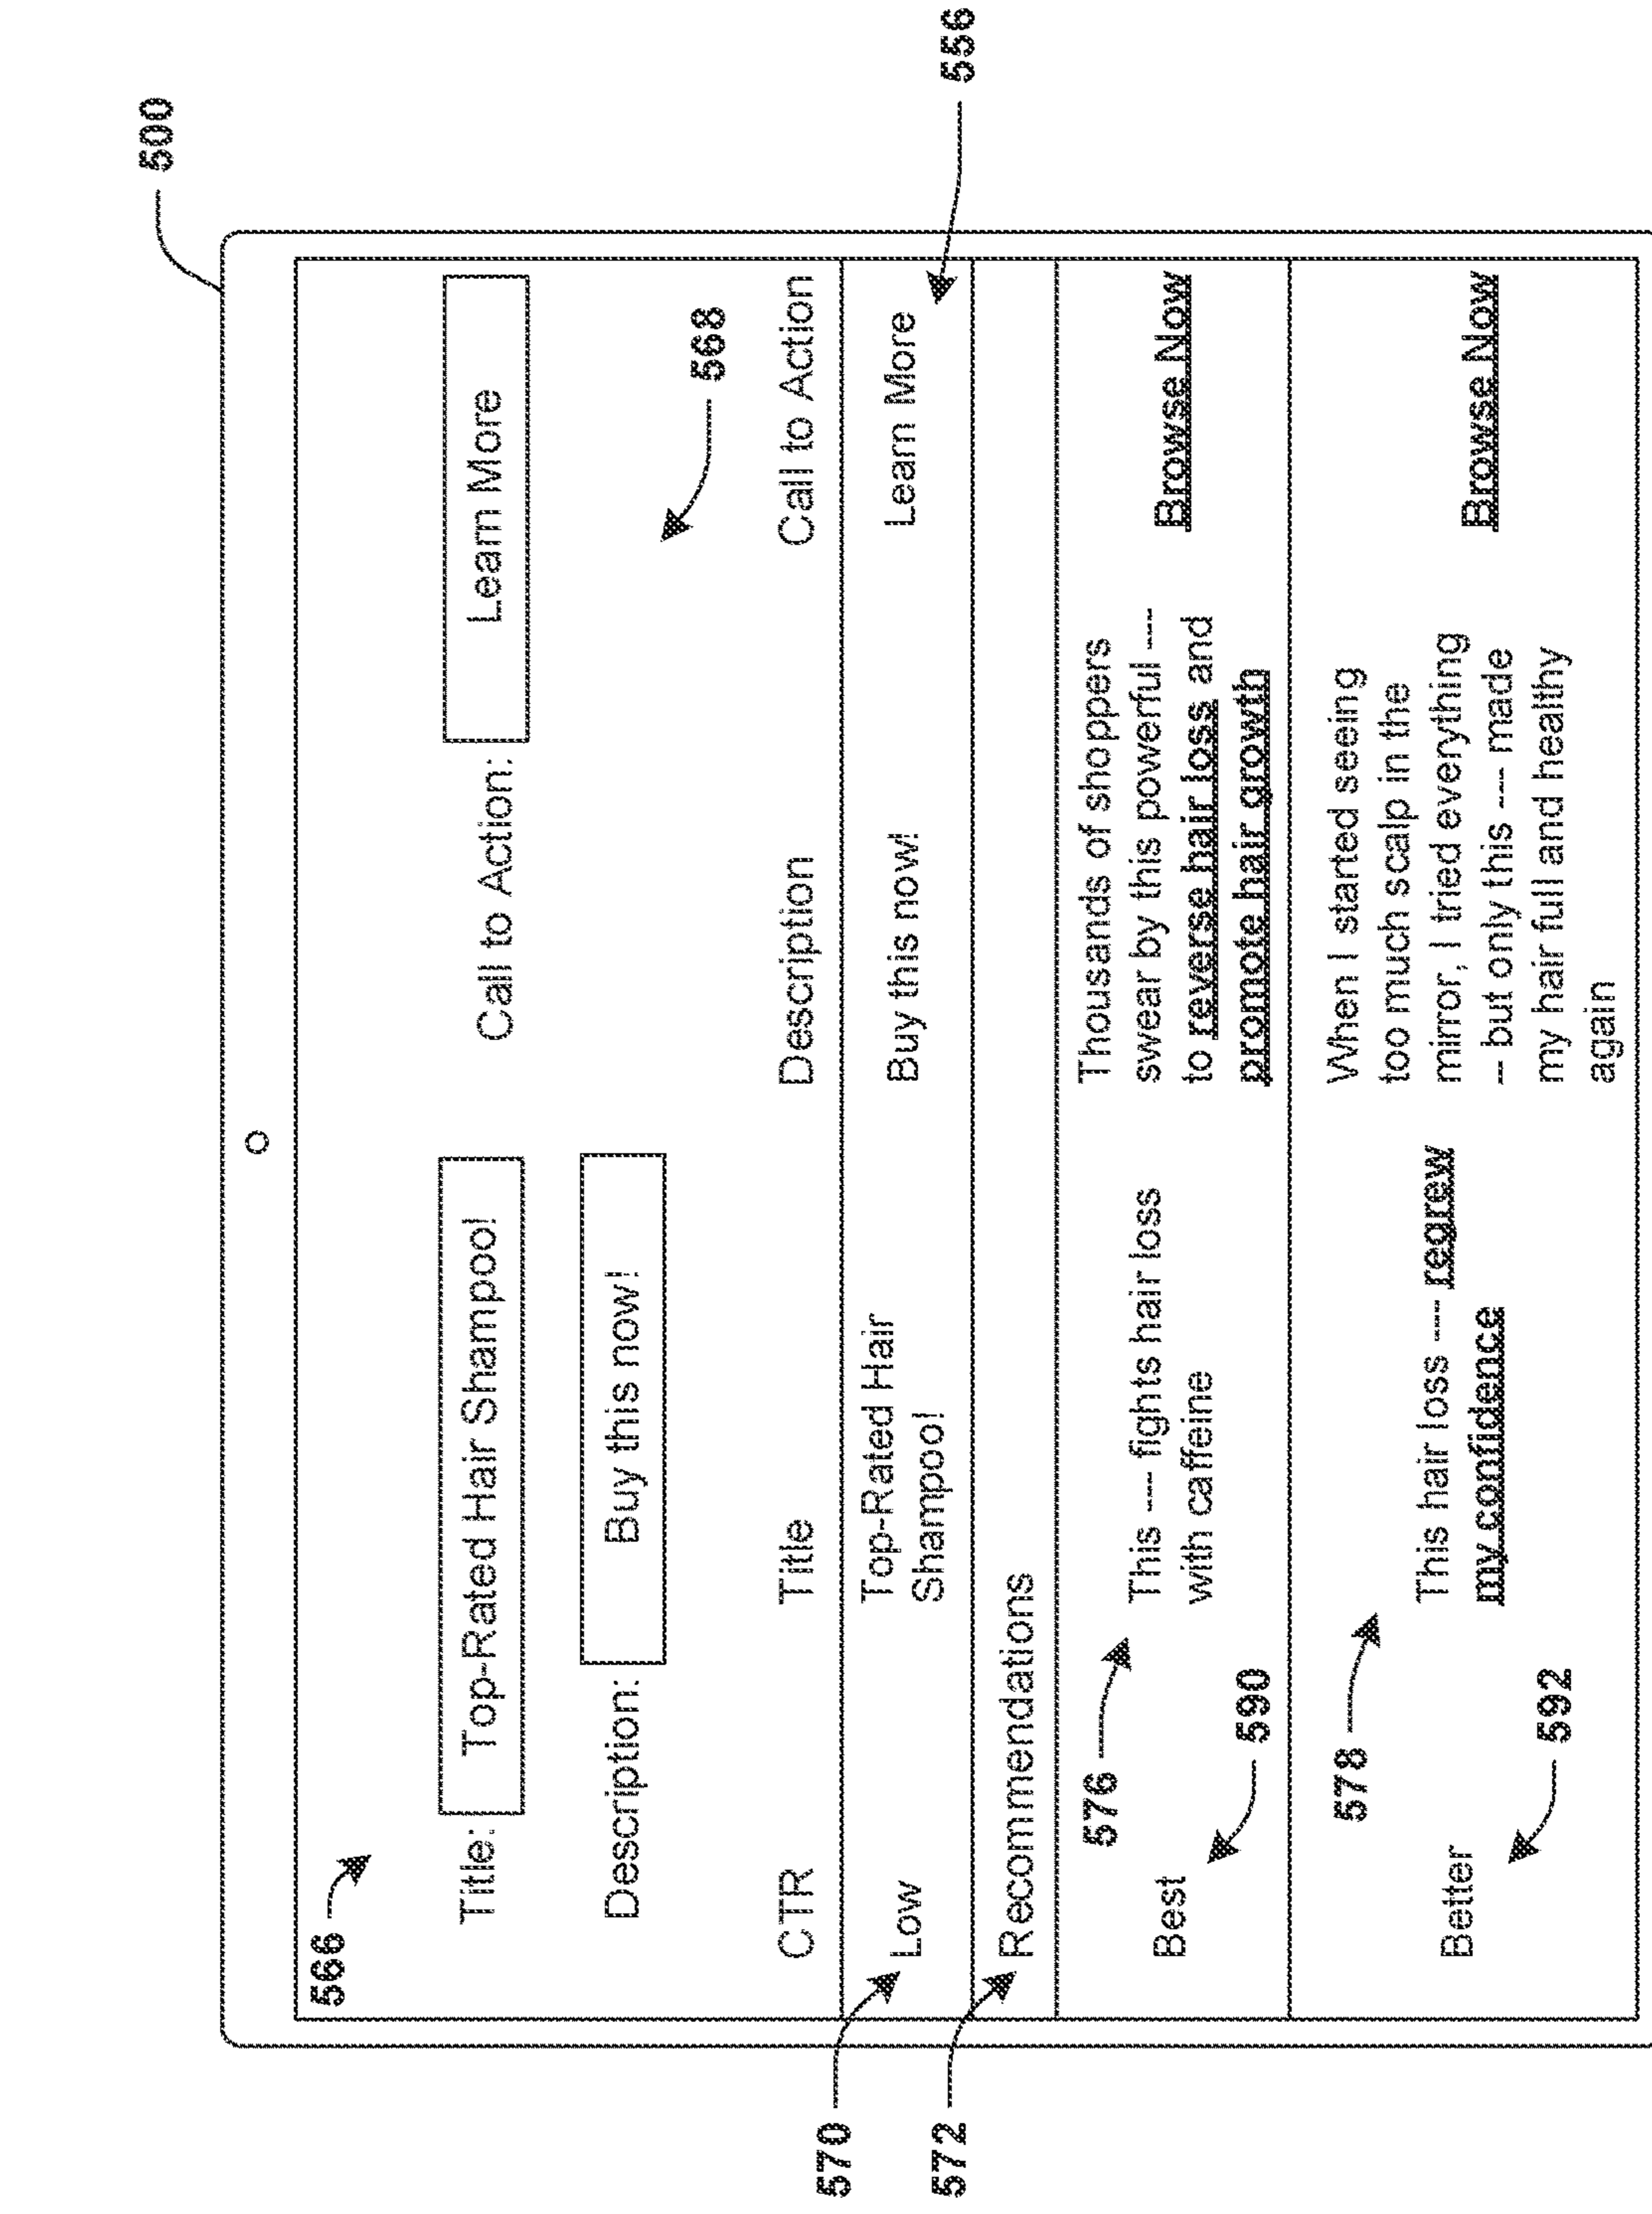 500
566
Title: Top-Rated Hair Shampoo! Call to Action: Learn More
Description: Buy this now!
568
CTR Title Description Call to Action
570
Low Top-Rated Hair Buy this now! Learn More
Shampoo!
556
572
Recommendations
576
Thousands of shoppers
Best This ---- fights hair loss swear by this powerful --- Browse Now
with caffeine to reverse hair loss and
590
promote hair growth
578
When I started seeing
too much scalp in the
Better This hair loss ---- regrew mirror, I tried everything Browse Now
my confidence – but only this --- made
592
my hair full and healthy
again